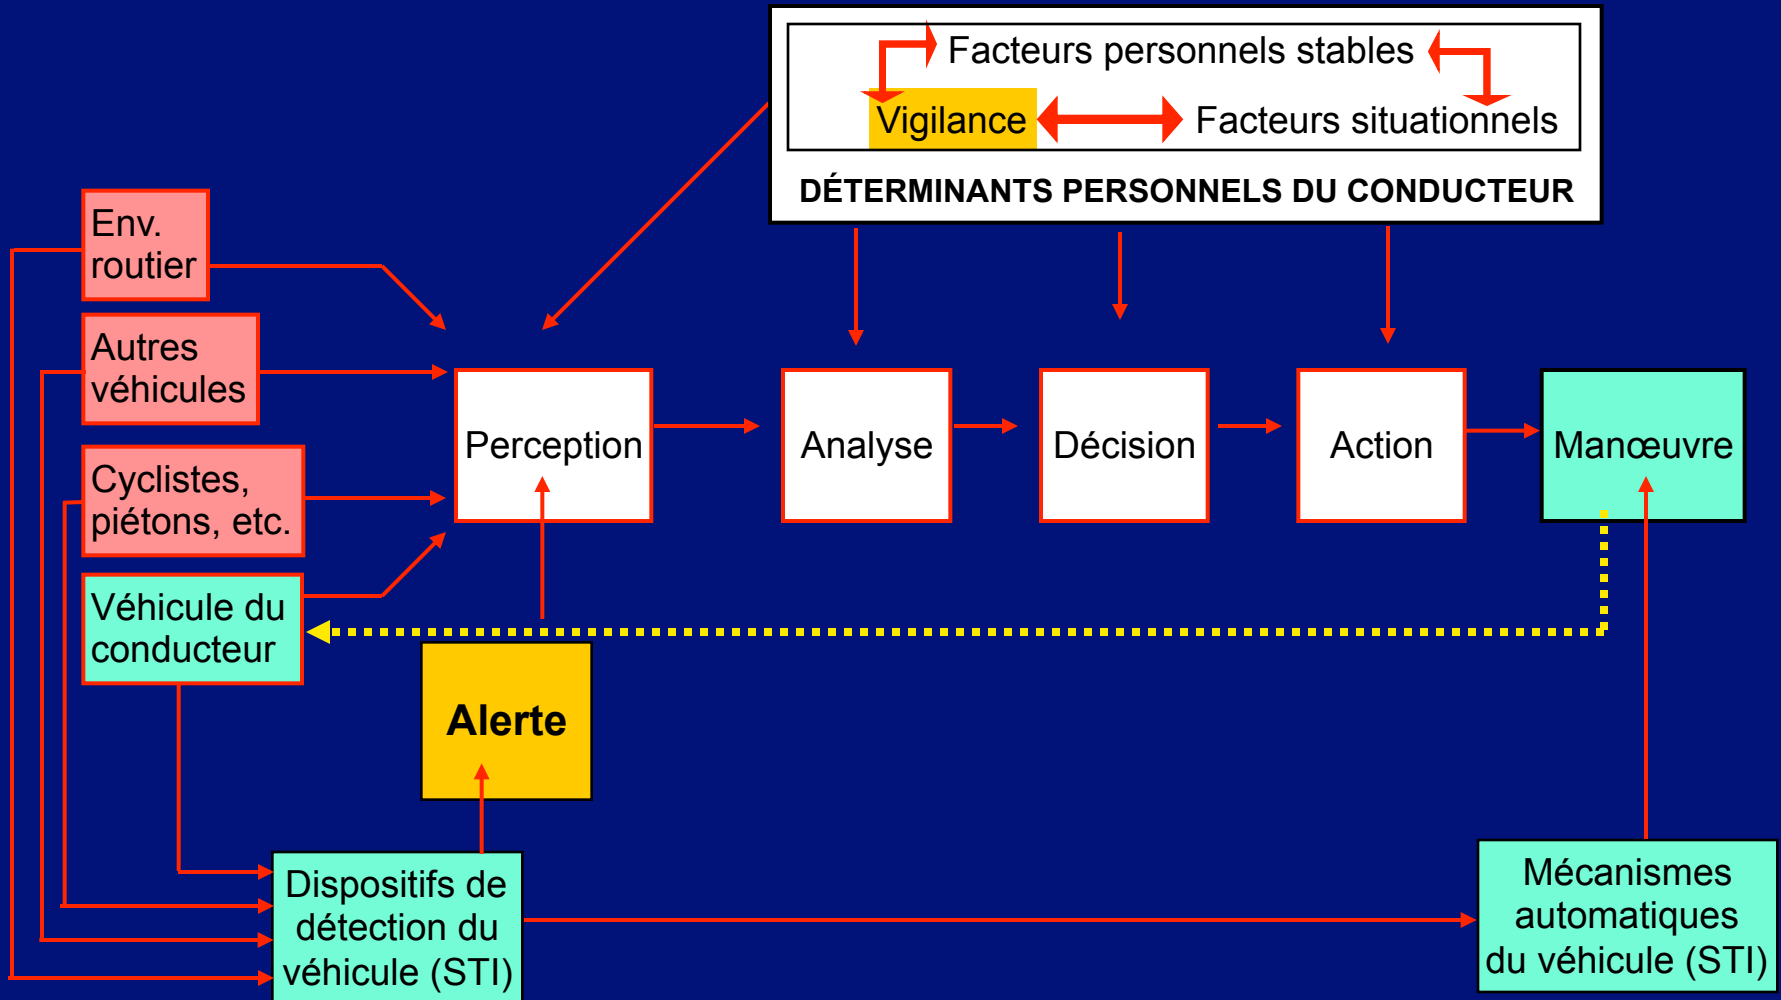 Facteurs personnels stables
Vigilance
Facteurs situationnels
DÉTERMINANTS PERSONNELS DU CONDUCTEUR
Env.
routier
Autres
véhicules
Cyclistes,
piétons, etc.
Véhicule du
conducteur
Perception
Analyse
Décision
Action
Manœuvre
Alerte
Dispositifs de
détection du
véhicule (STI)
Mécanismes
automatiques
du véhicule (STI)